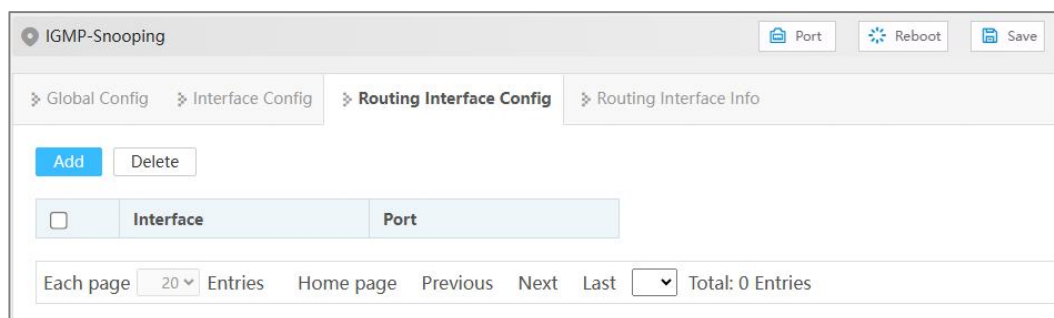 IGMP-Snooping Port Reboot Save
Global Config Interface Config Routing Interface Config Routing Interface Info
Add Delete
Interface Port
Each page 20 Entries Home page Previous Next Last Total: 0 Entries